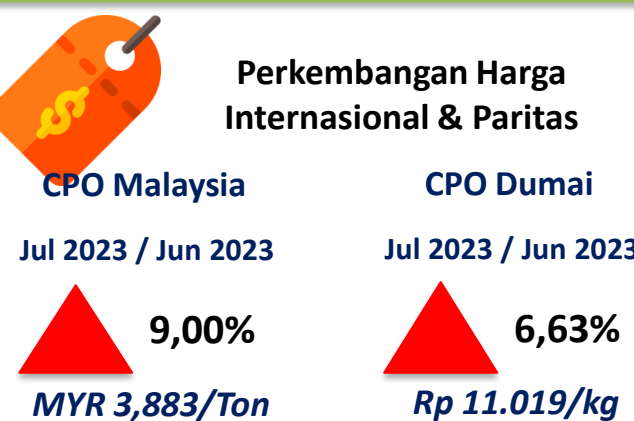 $
Perkembangan Harga
Internasional & Paritas
CPO Malaysia
Jul 2023 / Jun 2023
9,00%
MYR 3,883/Ton
CPO Dumai
Jul 2023 / Jun 2023
6,63%
Rp 11.019/kg